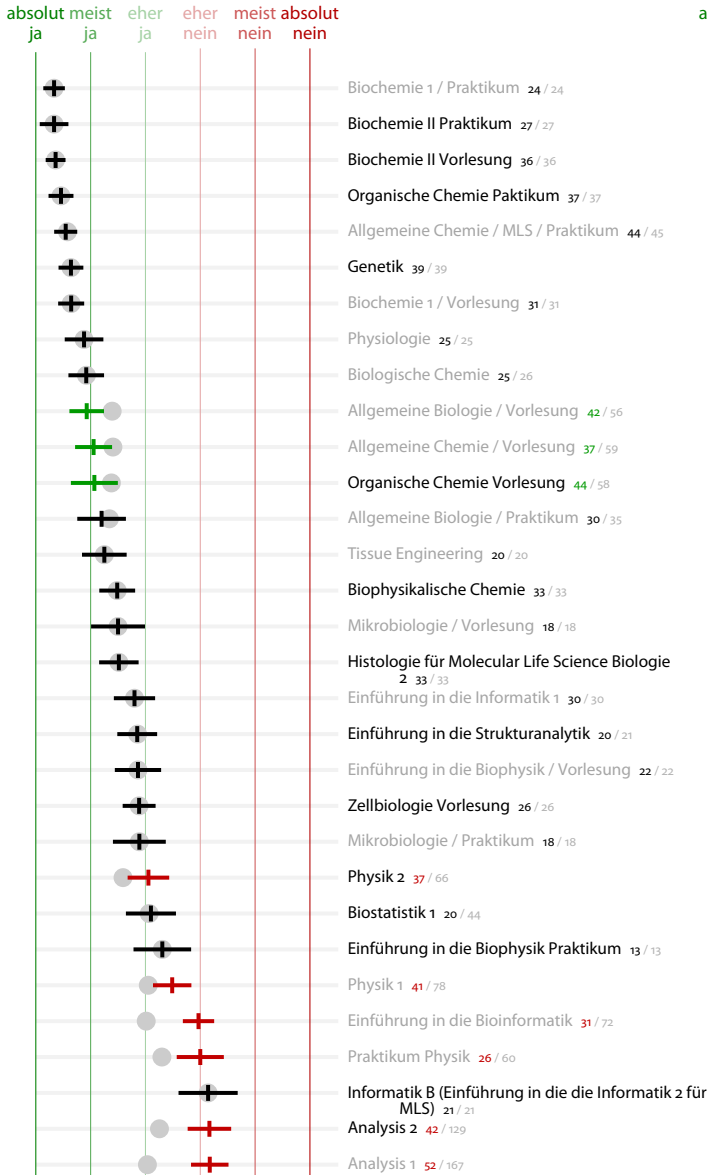 absolut meist eher eher meist absolut a
ja ja ja nein nein nein
Biochemie 1 / Praktikum 24 / 24
Biochemie II Praktikum 27 / 27
Biochemie II Vorlesung 36 / 36
Organische Chemie Paktikum 37 / 37
Allgemeine Chemie / MLS / Praktikum 44 / 45
Genetik 39 / 39
Biochemie 1 / Vorlesung 31 / 31
Physiologie 25 / 25
Biologische Chemie 25 / 26
Allgemeine Biologie / Vorlesung 42 / 56
Allgemeine Chemie / Vorlesung 37 / 59
Organische Chemie Vorlesung 44 / 58
Allgemeine Biologie / Praktikum 30 / 35
Tissue Engineering 20 / 20
Biophysikalische Chemie 33 / 33
Mikrobiologie / Vorlesung 18 / 18
Histologie für Molecular Life Science Biologie
2 33 / 33
Einführung in die Informatik 1 30 / 30
Einführung in die Strukturanalytik 20 / 21
Einführung in die Biophysik / Vorlesung 22 / 22
Zellbiologie Vorlesung 26 / 26
Mikrobiologie / Praktikum 18 / 18
Physik 2 37 / 66
Biostatistik 1 20 / 44
Einführung in die Biophysik Praktikum 13 / 13
Physik 1 41 / 78
Einführung in die Bioinformatik 31 / 72
Praktikum Physik 26 / 60
Informatik B (Einführung in die die Informatik 2 für
MLS) 21 / 21
Analysis 2 42 / 129
Analysis 1 52 / 167